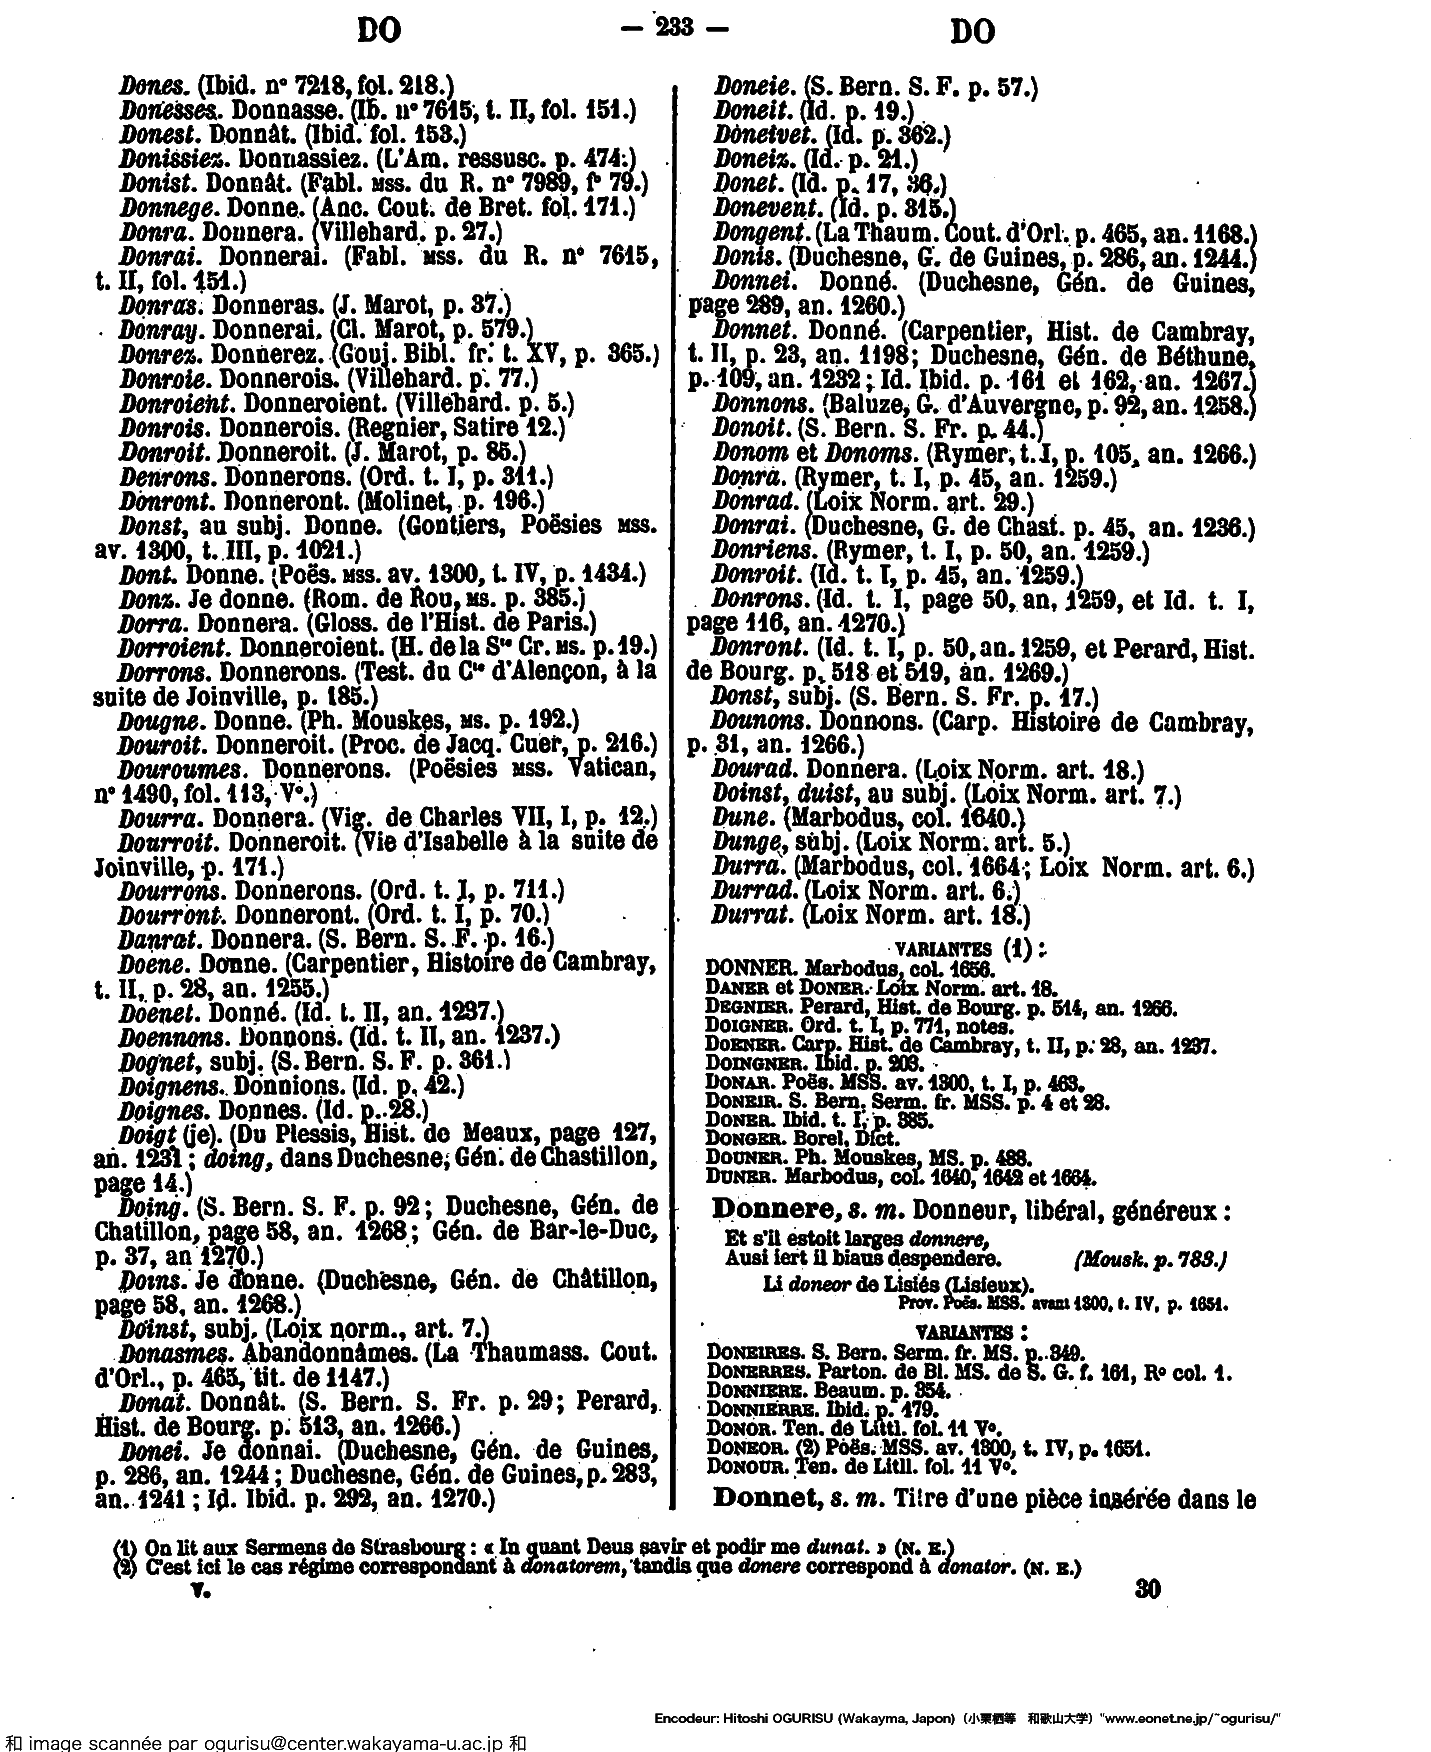 DO — 233 — DO
Dones. (Ibid. n° 7218, fol. 218.)
Donesses. Donnasse. (Ib. n° 7615, t. II, fol. 151.)
Donest. Donnât. (Ibid. fol. 153.)
Donissiez. Donnassiez. (L'Am. ressusc. p. 474.)
Donist. Donnât. (Fabl. MSS. du R. n° 7989, f° 79.)
Donnege. Donne. (Anc. Cout. de Bret. fol. 171.)
Donra. Donnera. (Villehard. p. 27.)
Donrai. Donnerai. (Fabl. MSS. du R. n° 7615,
t. II, fol. 151.)
Donras. Donneras. (J. Marot, p. 37.)
Donray. Donnerai. (Cl. Marot, p. 579.)
Donrez. Donnerez. (Gouj. Bibl. fr. t. XV, p. 365.)
Donroie. Donnerois. (Villehard. p. 77.)
Donroient. Donneroient. (Villehard. p. 5.)
Donrois. Donnerois. (Regnier, Satire 12.)
Donroit. Donneroit. (J. Marot, p. 85.)
Denrons. Donnerons. (Ord. t. I, p. 311.)
Donront. Donneront. (Molinet, p. 196.)
Donst, au subj. Donne. (Gontiers, Poësies MSS.
av. 1300, t. III, p. 1021.)
Dont. Donne. (Poës. MSS. av. 1300, t. IV, p. 1434.)
Donz. Je donne. (Rom. de Rou, MS. p. 385.)
Dorra. Donnera. (Gloss. de l'Hist. de Paris.)
Dorroient. Donneroient. (H. de la Ste Cr. MS. p. 19.)
Dorrons. Donnerons. (Test. du Cte d'Alençon, à la
suite de Joinville, p. 185.)
Dougne. Donne. (Ph. Mouskes, MS. p. 192.)
Douroit. Donneroit. (Proc. de Jacq. Cuer, p. 216.)
Douroumes. Donnerons. (Poësies MSS. Vatican,
n° 1490, fol. 113, V°.)
Dourra. Donnera. (Vig. de Charles VII, I, p. 12.)
Dourroit. Donneroit. (Vie d'Isabelle à la suite de
Joinville, p. 171.)
Dourrons. Donnerons. (Ord. t. I, p. 711.)
Dourront. Donneront. (Ord. t. I, p. 70.)
Danrat. Donnera. (S. Bern. S. F. p. 16.)
Doene. Donne. (Carpentier, Histoire de Cambray,
t. II, p. 28, an. 1255.)
Doenet. Donné. (Id. t. II, an. 1237.)
Doennons. Donnons. (Id. t. II, an. 1237.)
Dognet, subj. (S. Bern. S. F. p. 361.)
Doignens. Donnions. (Id. p. 42.)
Doignes. Donnes. (Id. p. 28.)
Doigt (je). (Du Plessis, Hist. de Meaux, page 127,
an. 1231 ; doing, dans Duchesne, Gén. de Chastillon,
page 14.)
Doing. (S. Bern. S. F. p. 92 ; Duchesne, Gén. de
Chatillon, page 58, an. 1268 ; Gén. de Bar-le-Duc,
p. 37, an 1270.)
Doins. Je donne. (Duchesne, Gén. de Châtillon,
page 58, an. 1268.)
Doinst, subj. (Loix norm., art. 7.)
Donasmes. Abandonnâmes. (La Thaumass. Cout.
d'Orl., p. 465, tit. de 1147.)
Donat. Donnât. (S. Bern. S. Fr. p. 29 ; Perard,
Hist. de Bourg. p. 513, an. 1266.)
Donei. Je donnai. (Duchesne, Gén. de Guines,
p. 286, an. 1244 ; Duchesne, Gén. de Guines, p. 283,
an. 1241 ; Id. Ibid. p. 292, an. 1270.)
Doneie. (S. Bern. S. F. p. 57.)
Doneit. (Id. p. 19.)
Doneivet. (Id. p. 362.)
Doneiz. (Id. p. 21.)
Donet. (Id. p. 17, 36.)
Donevent. (Id. p. 315.)
Dongent. (La Thaum. Cout. d'Orl. p. 465, an. 1168.)
Donis. (Duchesne, G. de Guines, p. 286, an. 1244.)
Donnei. Donné. (Duchesne, Gén. de Guines,
page 289, an. 1260.)
Donnet. Donné. (Carpentier, Hist. de Cambray,
t. II, p. 23, an. 1198 ; Duchesne, Gén. de Béthune,
p. 109, an. 1232 ; Id. Ibid. p. 161 et 162, an. 1267.)
Donnons. (Baluze, G. d'Auvergne, p. 92, an. 1258.)
Donoit. (S. Bern. S. Fr. p. 44.)
Donom et Donoms. (Rymer, t. I, p. 105, an. 1266.)
Donra. (Rymer, t. I, p. 45, an. 1259.)
Donrad. (Loix Norm. art. 29.)
Donrai. (Duchesne, G. de Chast. p. 45, an. 1236.)
Donriens. (Rymer, t. I, p. 50, an. 1259.)
Donroit. (Id. t. I, p. 45, an. 1259.)
Donrons. (Id. t. I, page 50, an, 1259, et Id. t. I,
page 116, an. 1270.)
Donront. (Id. t. I, p. 50, an. 1259, et Perard, Hist.
de Bourg. p. 518 et 519, an. 1269.)
Donst, subj. (S. Bern. S. Fr. p. 17.)
Dounons. Donnons. (Carp. Histoire de Cambray,
p. 31, an. 1266.)
Dourad. Donnera. (Loix Norm. art. 18.)
Doinst, duist, au subj. (Loix Norm. art. 7.)
Dune. (Marbodus, col. 1640.)
Dunge, subj. (Loix Norm. art. 5.)
Durra. (Marbodus, col. 1664 ; Loix Norm. art. 6.)
Durrad. (Loix Norm. art. 6.)
Durrat. (Loix Norm. art. 18.)
VARIANTES (1) :
DONNER. Marbodus, col. 1656.
DANER et DONER. Loix Norm. art. 18.
DEGNIER. Perard, Hist. de Bourg. p. 514, an. 1266.
DOIGNER. Ord. t. I, p. 771, notes.
DOENER. Carp. Hist. de Cambray, t. II, p. 28, an. 1237.
DOINGNER. Ibid. p. 203.
DONAR. Poës. MSS. av. 1300, t. I, p. 463.
DONEIR. S. Bern. Serm. fr. MSS. p. 4 et 28.
DONER. Ibid. t. I, p. 385.
DONGER. Borel, Dict.
DOUNER. Ph. Mouskes, MS. p. 488.
DUNER. Marbodus, col. 1640, 1642 et 1664.
Donnere, s. m. Donneur, libéral, généreux :
Et s'il estoit larges donnere,
Ausi iert il biaus despendere. (Mousk. p. 783.)
Li doneor de Lisiés (Lisieux).
Prov. Poës. MSS. avant 1300, t. IV, p. 1651.
VARIANTES :
DONEIRES. S. Bern. Serm. fr. MS. p. 349.
DONERRES. Parton. de Bl. MS. de S. G. f. 161, R° col. 1.
DONNIERE. Beaum. p. 354.
DONNIERRE. Ibid. p. 179.
DONOR. Ten. de Littl. fol. 11 V°.
DONEOR. (2) Poës. MSS. av. 1300, t. IV, p. 1651.
DONOUR. Ten. de Litll. fol. 11 V°.
Donnet, s. m. Titre d'une pièce insérée dans le
(1) On lit aux Sermens de Strasbourg : « In quant Deus savir et podir me dunat. » (N. E.)
(2) C'est ici le cas régime correspondant à donatorem, tandis que donere correspond à donator. (N. E.)
V. 30
Encodeur: Hitoshi OGURISU (Wakayma, Japon) (小栗栖等 和歌山大学) "www.eonet.ne.jp/~ogurisu/"
和 image scannée par ogurisu@center.wakayama-u.ac.jp 和